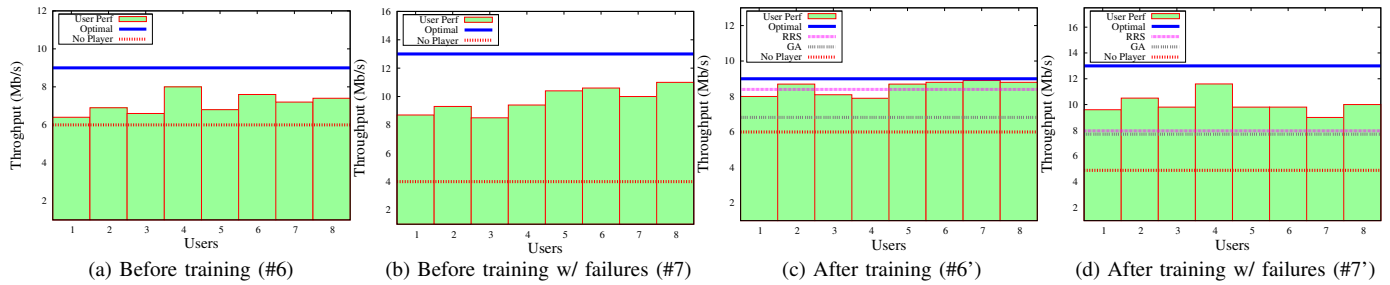 Throughput (Mb/s)
12
10
8
6
4
2
User Perf
Optimal
No Player
1 2 3 4 5 6 7 8
Users
(a) Before training (#6)
Throughput (Mb/s)
16
14
12
10
8
6
4
2
User Perf
Optimal
No Player
1 2 3 4 5 6 7 8
Users
(b) Before training w/ failures (#7)
Throughput (Mb/s)
12
10
8
6
4
2
User Perf
Optimal
RRS
GA
No Player
1 2 3 4 5 6 7 8
Users
(c) After training (#6')
Throughput (Mb/s)
16
14
12
10
8
6
4
2
User Perf
Optimal
RRS
GA
No Player
1 2 3 4 5 6 7 8
Users
(d) After training w/ failures (#7')